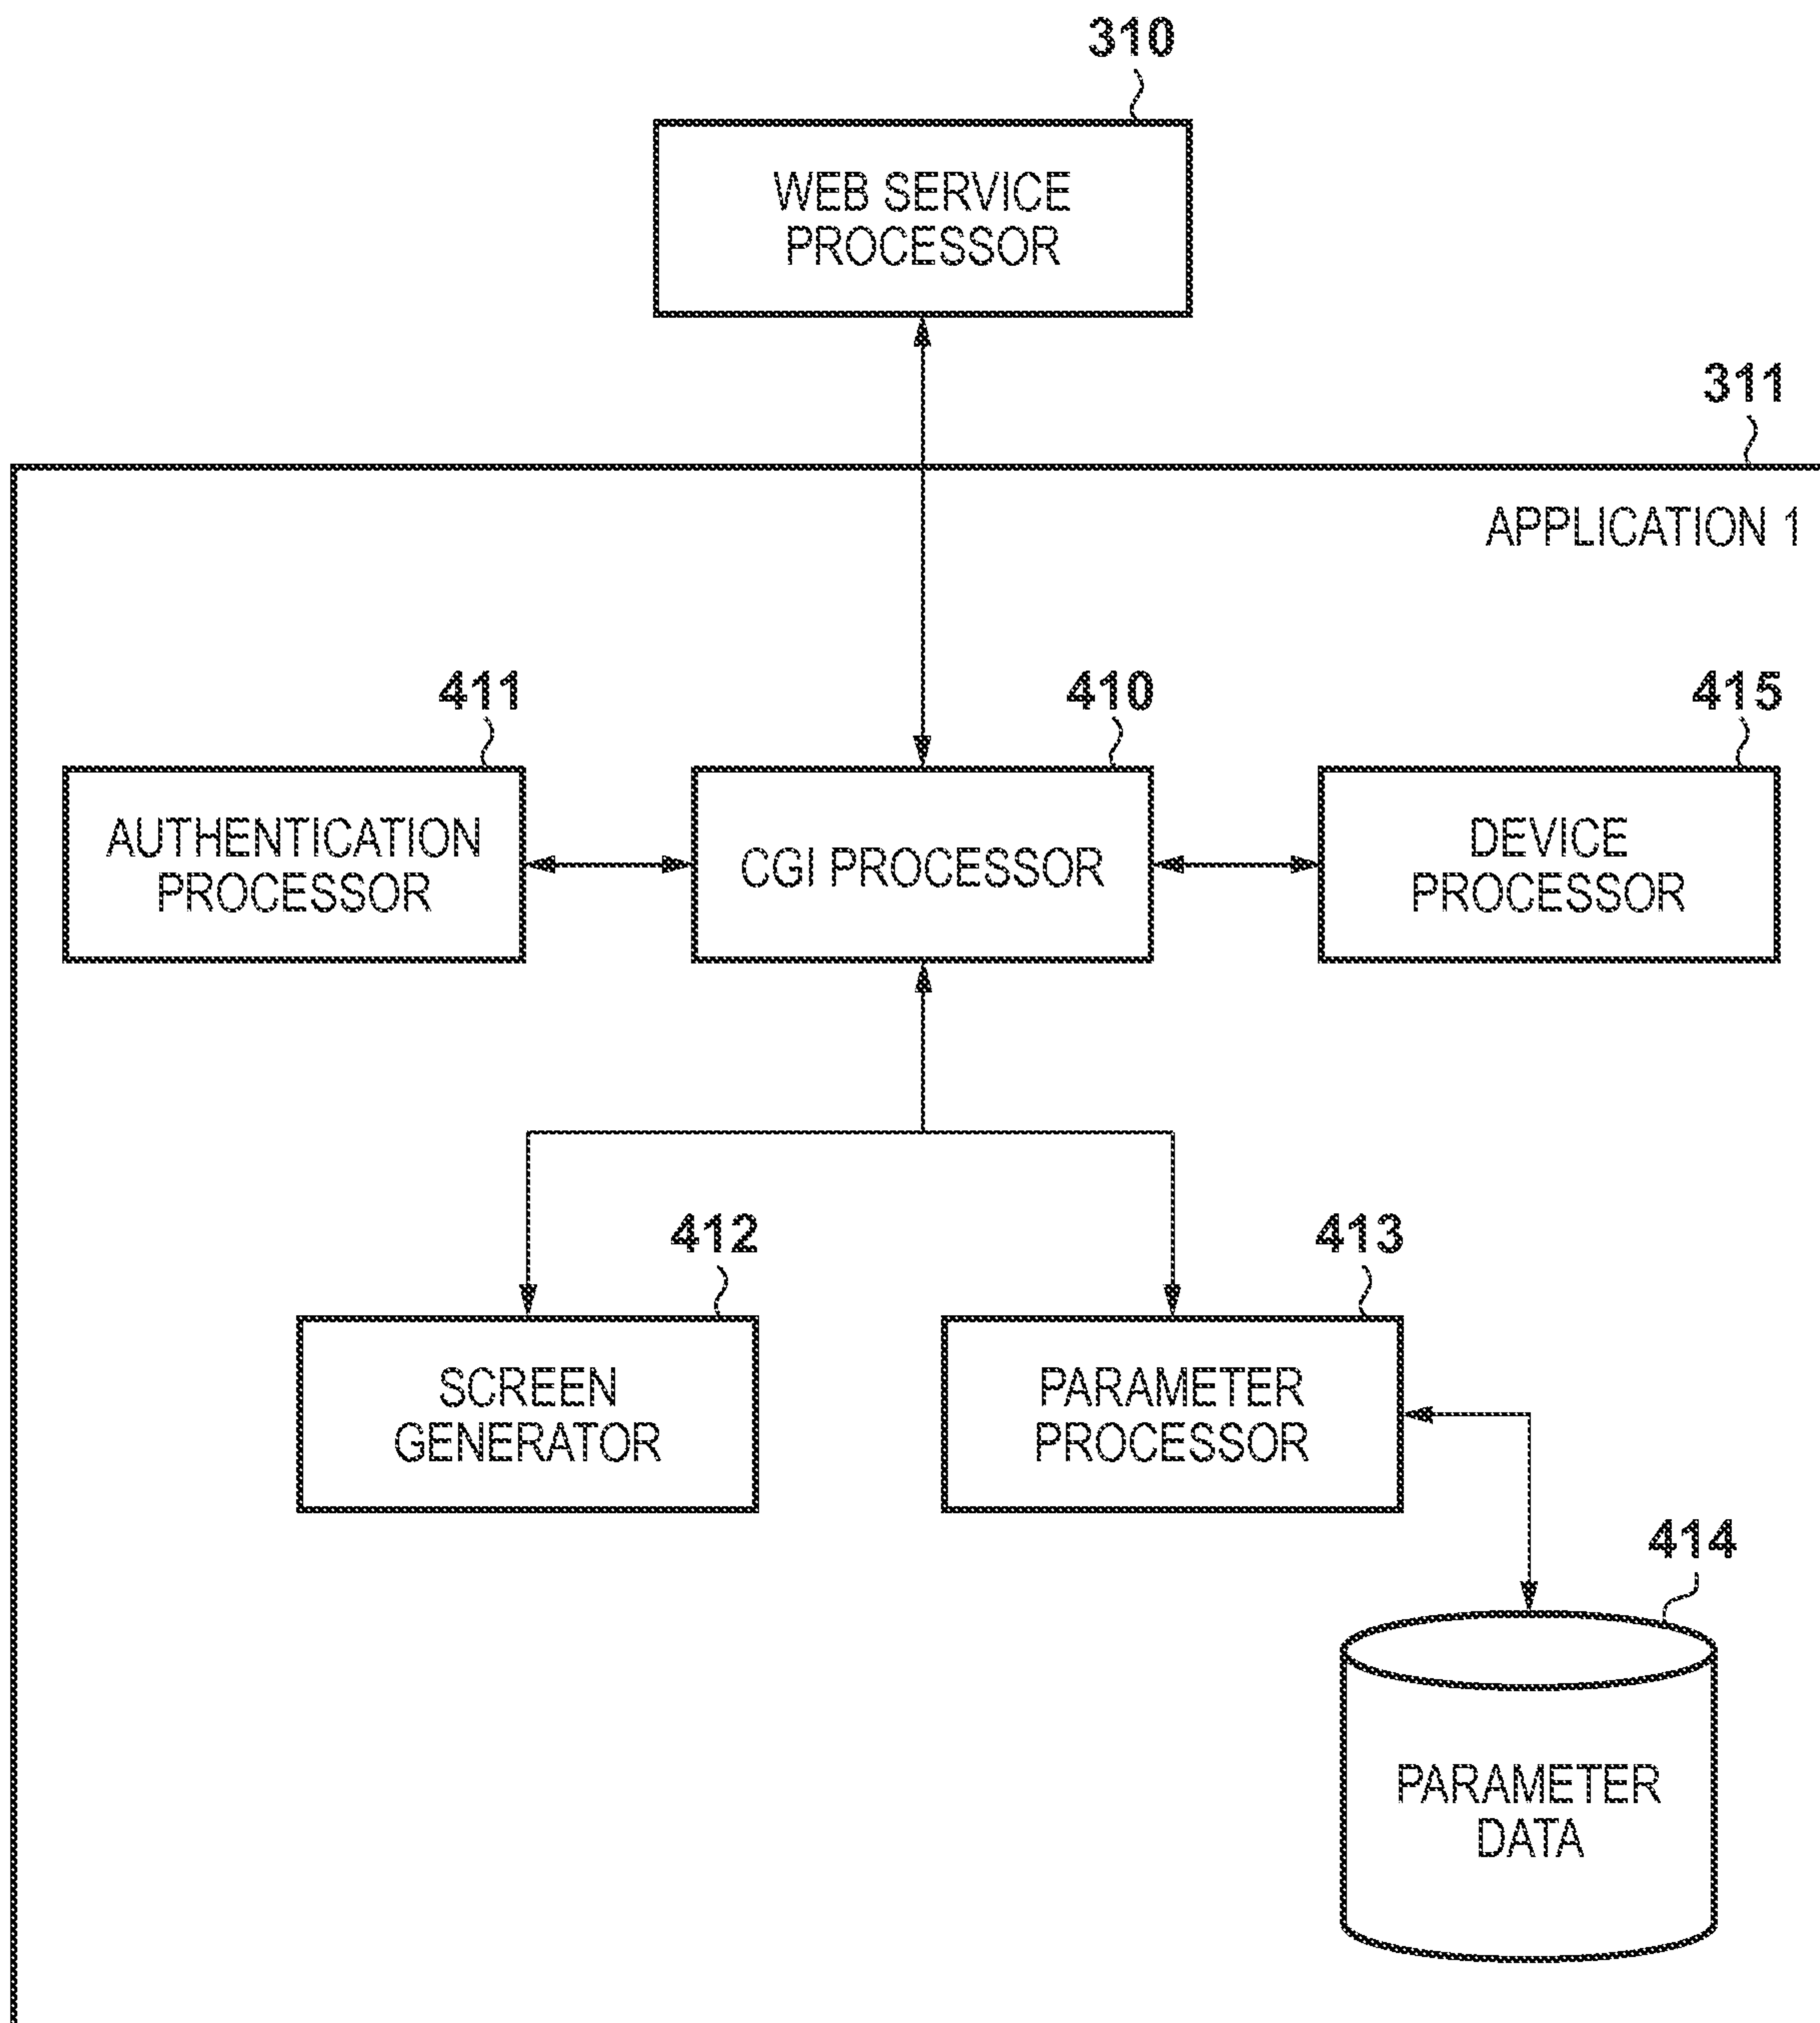 310
WEB SERVICE
PROCESSOR
311
APPLICATION 1
411
410
415
AUTHENTICATION
PROCESSOR
CGI PROCESSOR
DEVICE
PROCESSOR
412
413
SCREEN
GENERATOR
PARAMETER
PROCESSOR
414
PARAMETER
DATA